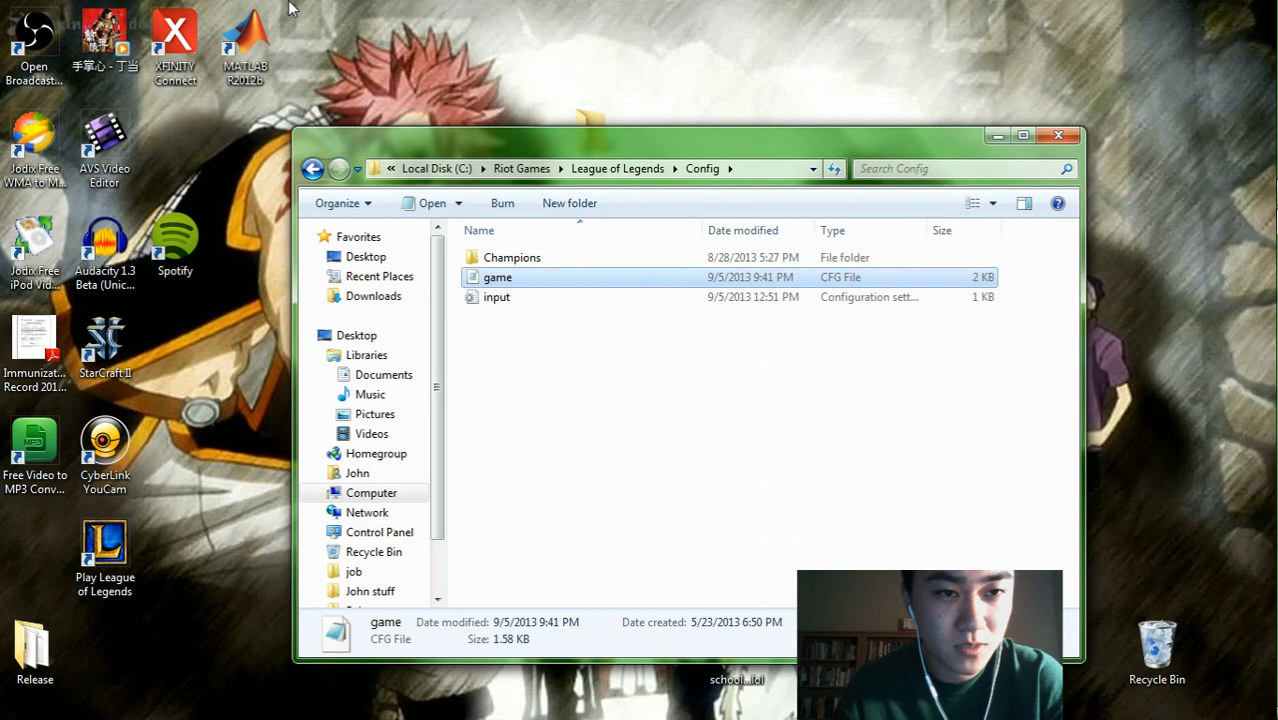 Open
Broadcast...
手掌心 - 丁当
XFINITY
Connect
MATLAB
R2012b
Jodix Free
WMA to M...
AVS Video
Editor
Jodix Free
iPod Vid...
Audacity 1.3
Beta (Unic...
Spotify
Immunizat...
Record 201...
StarCraft II
Free Video to
MP3 Conv...
MP3
CyberLink
YouCam
Play League
of Legends
Release
« Local Disk (C:) Riot Games League of Legends Config
Search Config
Organize Open Burn New folder
Name Date modified Type Size
Champions 8/28/2013 5:27 PM File folder
game 9/5/2013 9:41 PM CFG File 2 KB
input 9/5/2013 12:51 PM Configuration sett... 1 KB
Favorites
Desktop
Recent Places
Downloads
Desktop
Libraries
Documents
Music
Pictures
Videos
Homegroup
John
Computer
Network
Control Panel
Recycle Bin
job
John stuff
game Date modified: 9/5/2013 9:41 PM Date created: 5/23/2013 6:50 PM
CFG File Size: 1.58 KB
Recycle Bin